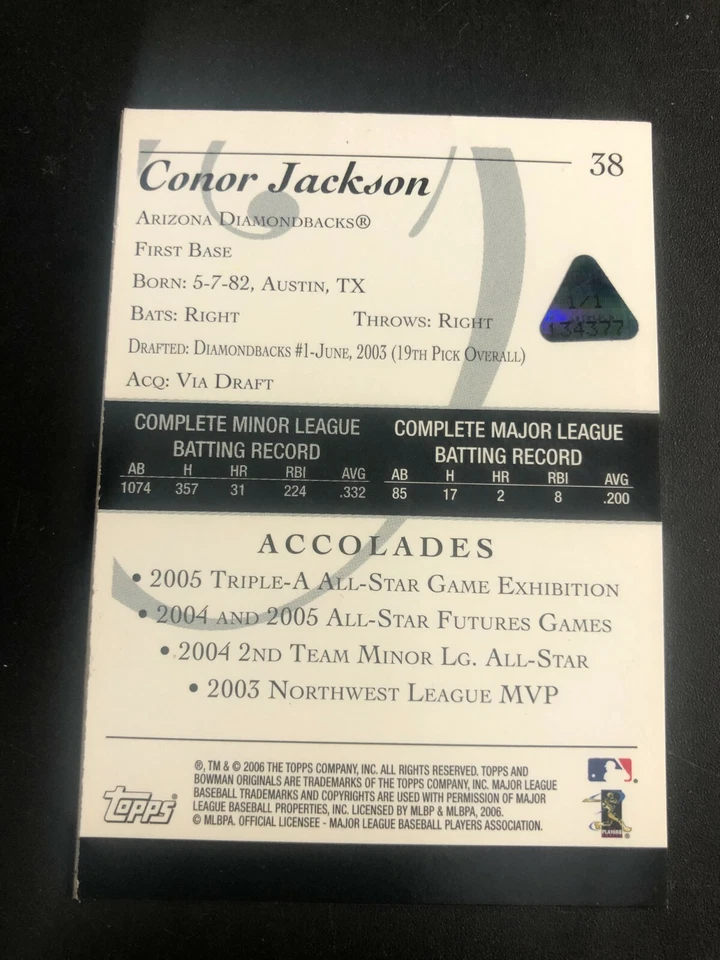 38
Conor Jackson
ARIZONA DIAMONDBACKS®
FIRST BASE
BORN: 5-7-82, AUSTIN, TX
BATS: RIGHT THROWS: RIGHT
1/1
134377
DRAFTED: DIAMONDBACKS #1-JUNE, 2003 (19TH PICK OVERALL)
ACQ: VIA DRAFT
COMPLETE MINOR LEAGUE
BATTING RECORD
AB H HR RBI AVG
1074 357 31 224 .332
COMPLETE MAJOR LEAGUE
BATTING RECORD
AB H HR RBI AVG
85 17 2 8 .200
ACCOLADES
• 2005 TRIPLE-A ALL-STAR GAME EXHIBITION
• 2004 AND 2005 ALL-STAR FUTURES GAMES
• 2004 2ND TEAM MINOR LG. ALL-STAR
• 2003 NORTHWEST LEAGUE MVP
topps®
®, TM & © 2006 THE TOPPS COMPANY, INC. ALL RIGHTS RESERVED. TOPPS AND
BOWMAN ORIGINALS ARE TRADEMARKS OF THE TOPPS COMPANY, INC. MAJOR LEAGUE
BASEBALL TRADEMARKS AND COPYRIGHTS ARE USED WITH PERMISSION OF MAJOR
LEAGUE BASEBALL PROPERTIES, INC. LICENSED BY MLBP & MLBPA, 2006.
© MLBPA. OFFICIAL LICENSEE - MAJOR LEAGUE BASEBALL PLAYERS ASSOCIATION.
PLAYERS